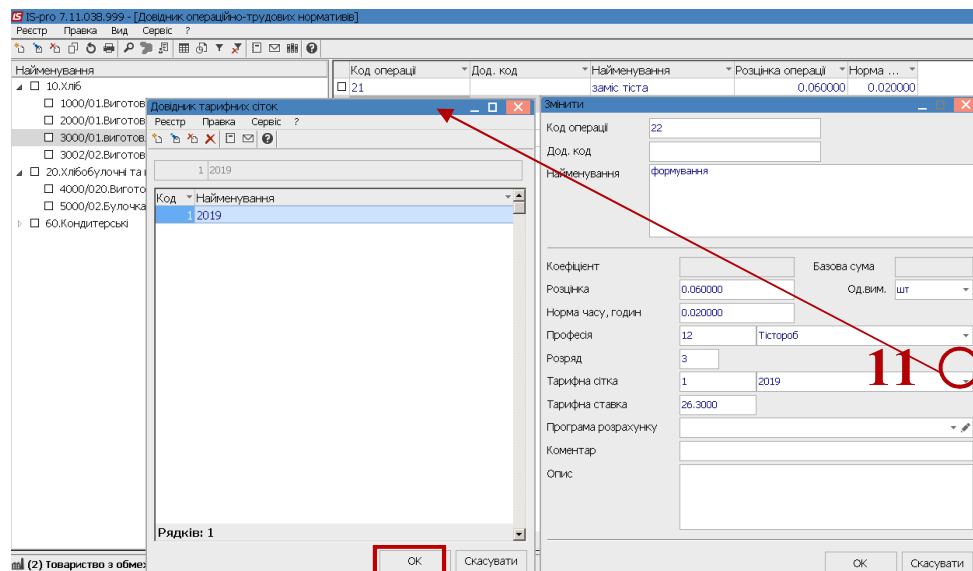 IS-pro 7.11.038.999 - [Довідник операційно-трудових нормативів]
Реєстр Правка Вид Сервіс ?
Найменування
Код операції Дод. код Найменування Розцінка операції Норма ...
21 заміс тіста 0.060000 0.020000
10.Хліб
1000/01.Виготов
2000/01.Виготов
3000/01.виготов
3002/02.Виготов
20.Хлібобулочні та
4000/020.Вигото
5000/02.Булочка
60.Кондитерські
Довідник тарифних сіток
Реєстр Правка Сервіс ?
1 2019
Код Найменування
1 2019
Рядків: 1
ОК Скасувати
Змінити
Код операції 22
Дод. код
Найменування формування
Коефіцієнт Базова сума
Розцінка 0.060000 Од.вим. шт
Норма часу, годин 0.020000
Професія 12 Тістороб
Розряд 3
11
Тарифна сітка 1 2019
Тарифна ставка 26.3000
Програма розрахунку
Коментар
Опис
ОК Скасувати
(2) Товариство з обме